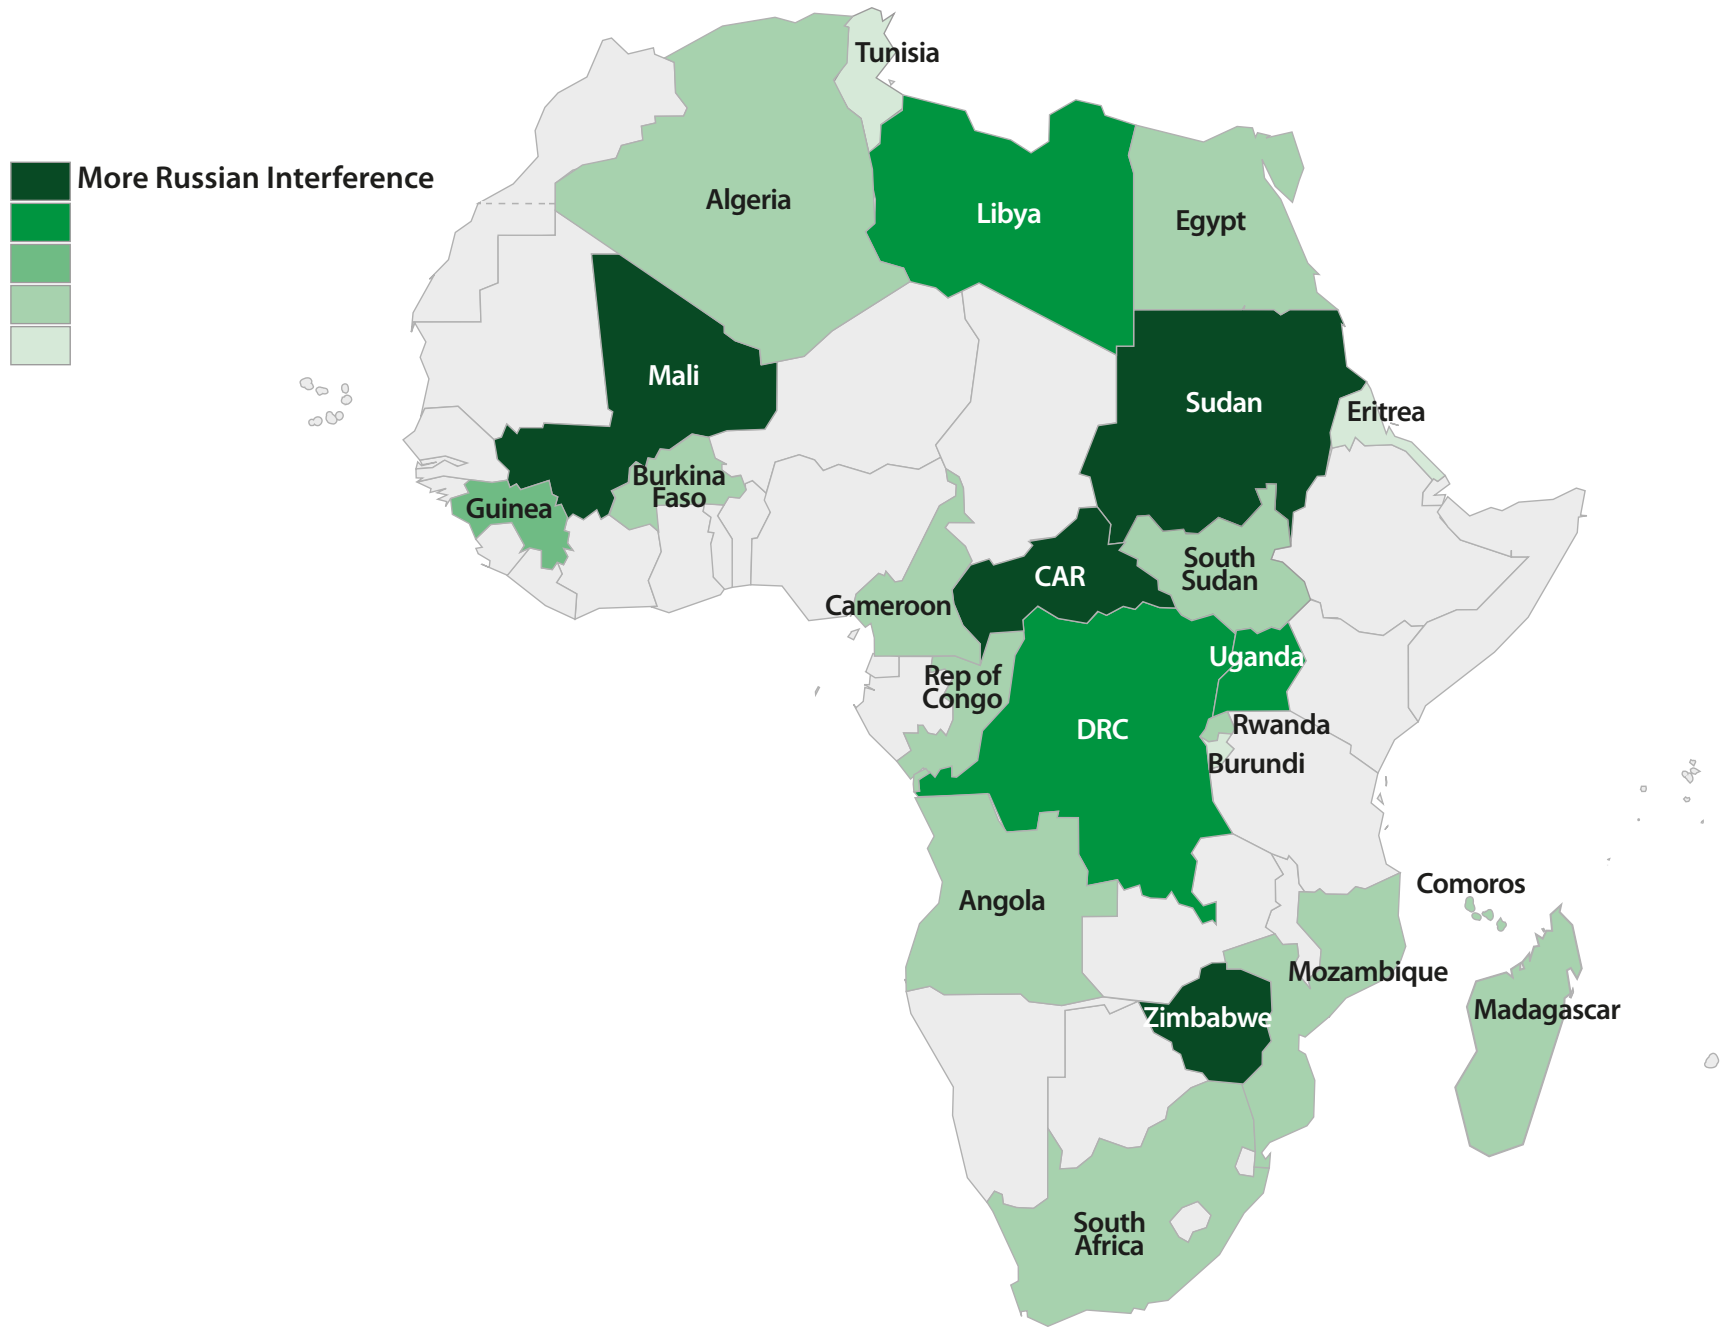 Tunisia
More Russian Interference
Algeria
Libya
Egypt
Mali
Sudan
Eritrea
Burkina
Faso
Guinea
South
Sudan
CAR
Cameroon
Uganda
Rep of
Congo
Rwanda
DRC
Burundi
Comoros
Angola
Mozambique
Madagascar
Zimbabwe
South
Africa